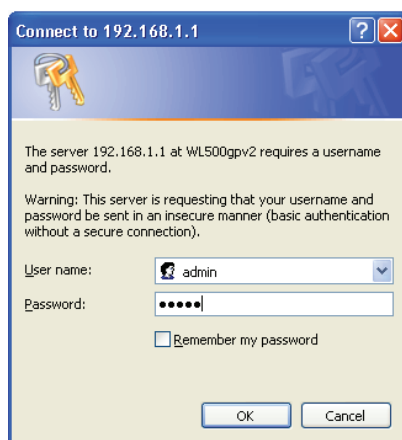 Connect to 192.168.1.1
The server 192.168.1.1 at WL500gpv2 requires a username
and password.
Warning: This server is requesting that your username and
password be sent in an insecure manner (basic authentication
without a secure connection).
User name:
admin
Password:
•••••
Remember my password
OK
Cancel